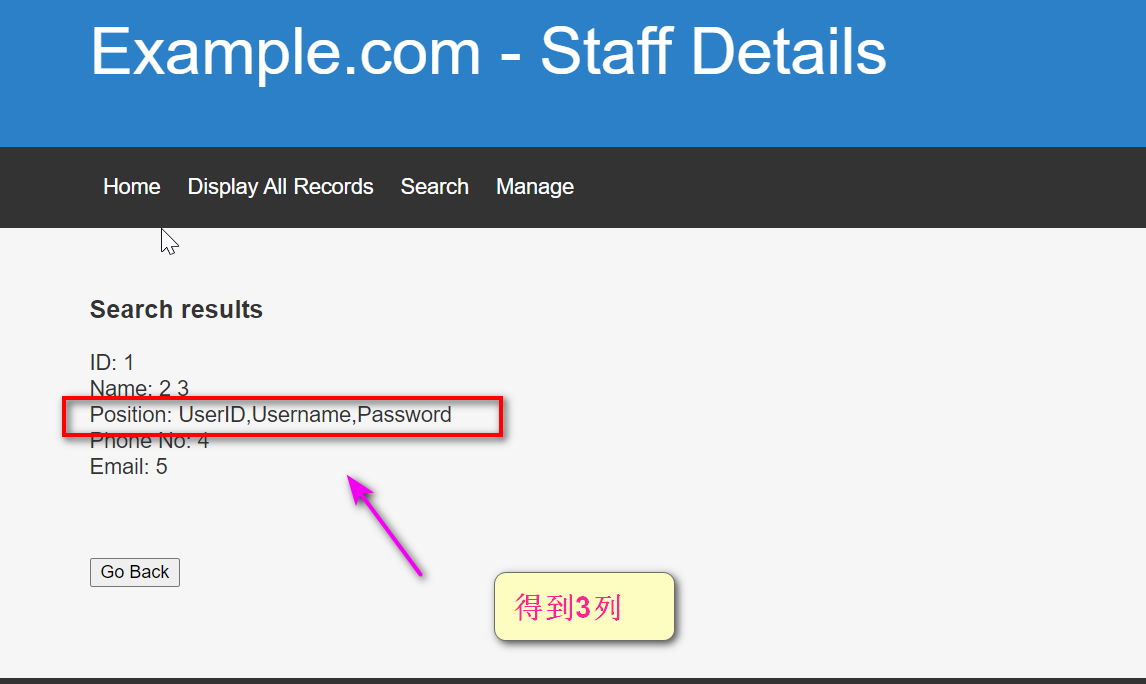 Example.com - Staff Details
Home Display All Records Search Manage
Search results
ID: 1
Name: 2 3
Position: UserID,Username,Password
Phone No: 4
Email: 5
Go Back
得到3列